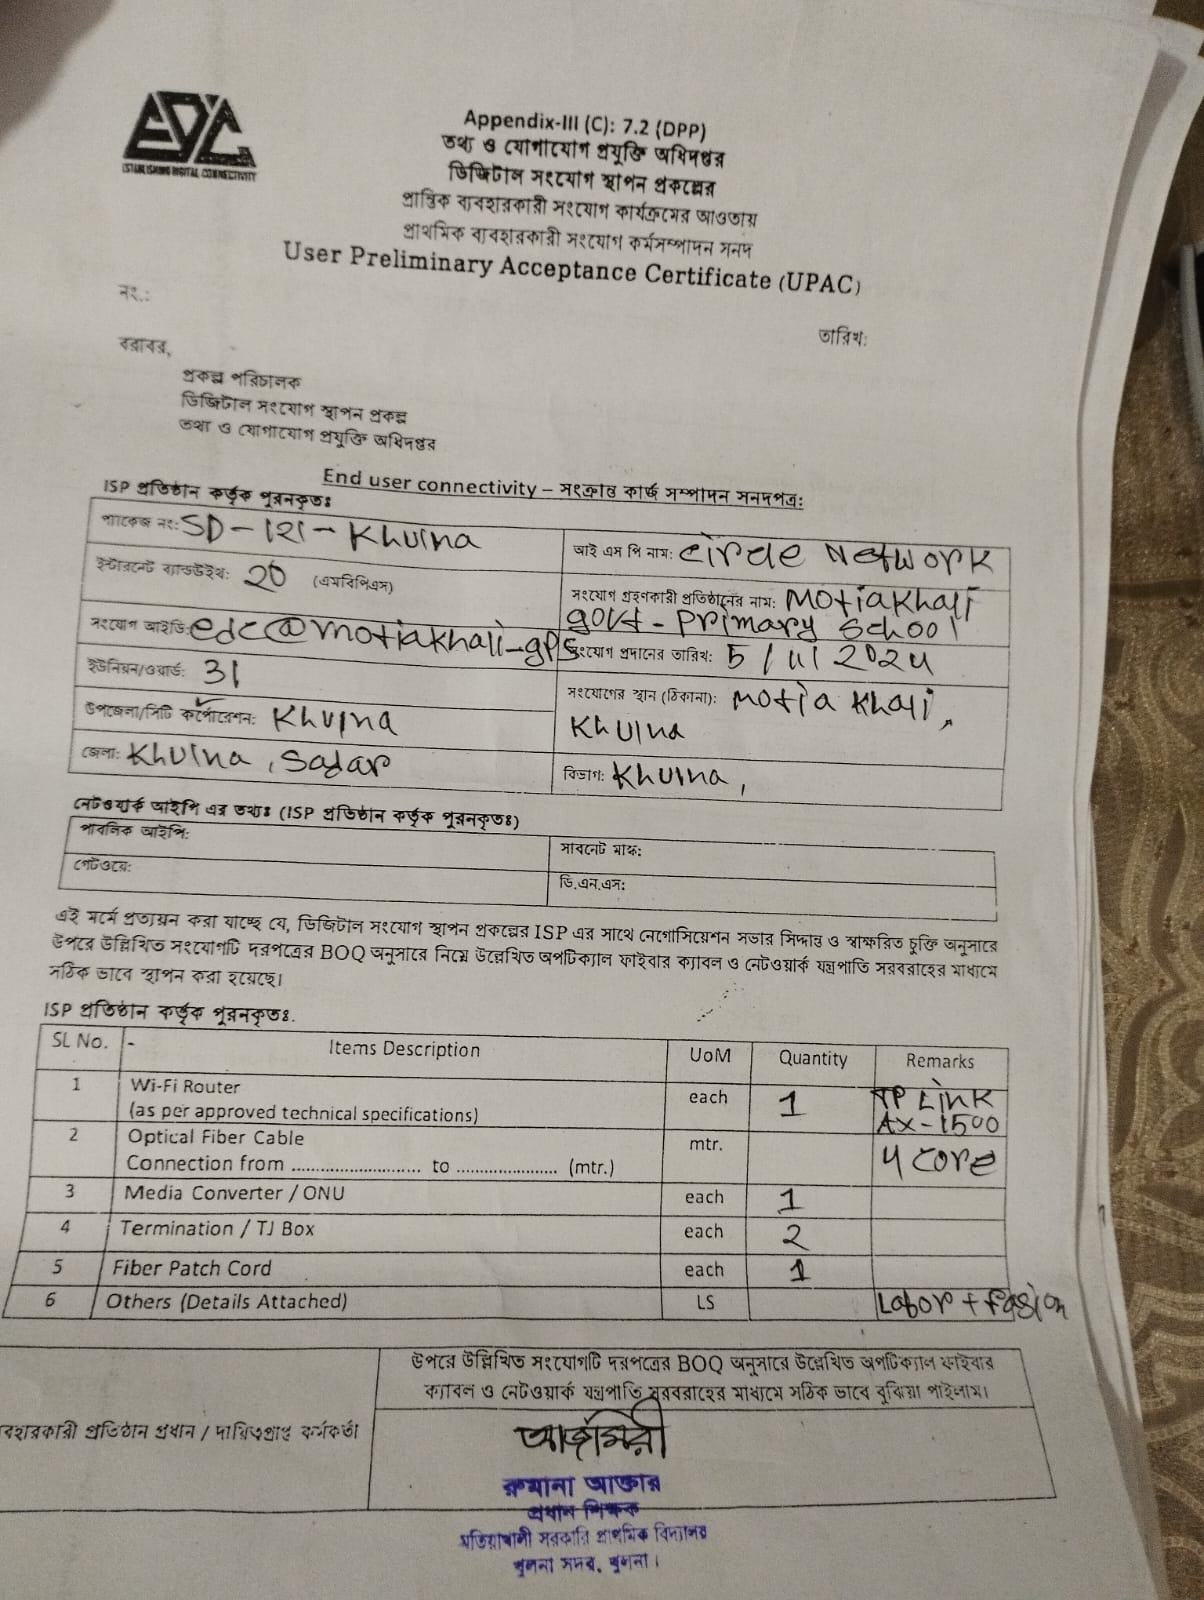 EDC
ESTABLISHING DIGITAL CONNECTIVITY
Appendix-III (C): 7.2 (DPP)
তথ্য ও যোগাযোগ প্রযুক্তি অধিদপ্তর
ডিজিটাল সংযোগ স্থাপন প্রকল্পের
প্রান্তিক ব্যবহারকারী সংযোগ কার্যক্রমের আওতায়
প্রাথমিক ব্যবহারকারী সংযোগ কর্মসম্পাদন সনদ
User Preliminary Acceptance Certificate (UPAC)
নং.:
তারিখ:
বরাবর,
প্রকল্প পরিচালক
ডিজিটাল সংযোগ স্থাপন প্রকল্প
তথ্য ও যোগাযোগ প্রযুক্তি অধিদপ্তর
End user connectivity – সংক্রান্ত কার্জ সম্পাদন সনদপত্র:
ISP প্রতিষ্ঠান কর্তৃক পূরনকৃতঃ
প্যাকেজ নং: SD-121-Khulna
আই এস পি নাম: circle Network
ইন্টারনেট ব্যান্ডউইথ: 20 (এমবিপিএস)
সংযোগ গ্রহণকারী প্রতিষ্ঠানের নাম: Motiakhali
govt-Primary School
সংযোগ আইডি: edc@motiakhali-gps
সংযোগ প্রদানের তারিখ: 5/11/2024
ইউনিয়ন/ওয়ার্ড: 31
সংযোগের স্থান (ঠিকানা): Motia Khali,
Khulna
উপজেলা/সিটি কর্পোরেশন: Khulna
জেলা: Khulna, Sadar
বিভাগ: Khulna,
নেটওয়ার্ক আইপি এর তথ্যঃ (ISP প্রতিষ্ঠান কর্তৃক পূরনকৃতঃ)
পাবলিক আইপি:
সাবনেট মাস্ক:
গেটওয়ে:
ডি.এন.এস:
এই মর্মে প্রত্যয়ন করা যাচ্ছে যে, ডিজিটাল সংযোগ স্থাপন প্রকল্পের ISP এর সাথে নেগোসিয়েশন সভার সিদ্ধান্ত ও স্বাক্ষরিত চুক্তি অনুসারে
উপরে উল্লিখিত সংযোগটি দরপত্রের BOQ অনুসারে নিম্নে উল্লেখিত অপটিক্যাল ফাইবার ক্যাবল ও নেটওয়ার্ক যন্ত্রপাতি সরবরাহের মাধ্যমে
সঠিক ভাবে স্থাপন করা হয়েছে।
ISP প্রতিষ্ঠান কর্তৃক পূরনকৃতঃ.
SL No. Items Description UoM Quantity Remarks
1 Wi-Fi Router each 1 TP Link
(as per approved technical specifications) AX-1500
2 Optical Fiber Cable mtr. 4 core
Connection from .......................... to .................... (mtr.)
3 Media Converter / ONU each 1
4 Termination / TJ Box each 2
5 Fiber Patch Cord each 1
6 Others (Details Attached) LS Labor +
উপরে উল্লিখিত সংযোগটি দরপত্রের BOQ অনুসারে উল্লেখিত অপটিক্যাল ফাইবার
ক্যাবল ও নেটওয়ার্ক যন্ত্রপাতি সরবরাহের মাধ্যমে সঠিক ভাবে বুঝিয়া পাইলাম।
ব্যবহারকারী প্রতিষ্ঠান প্রধান / দায়িত্বপ্রাপ্ত কর্মকর্তা
রুমানা আক্তার
প্রধান শিক্ষক
মতিয়াখালী সরকারি প্রাথমিক বিদ্যালয়
খুলনা সদর, খুলনা।